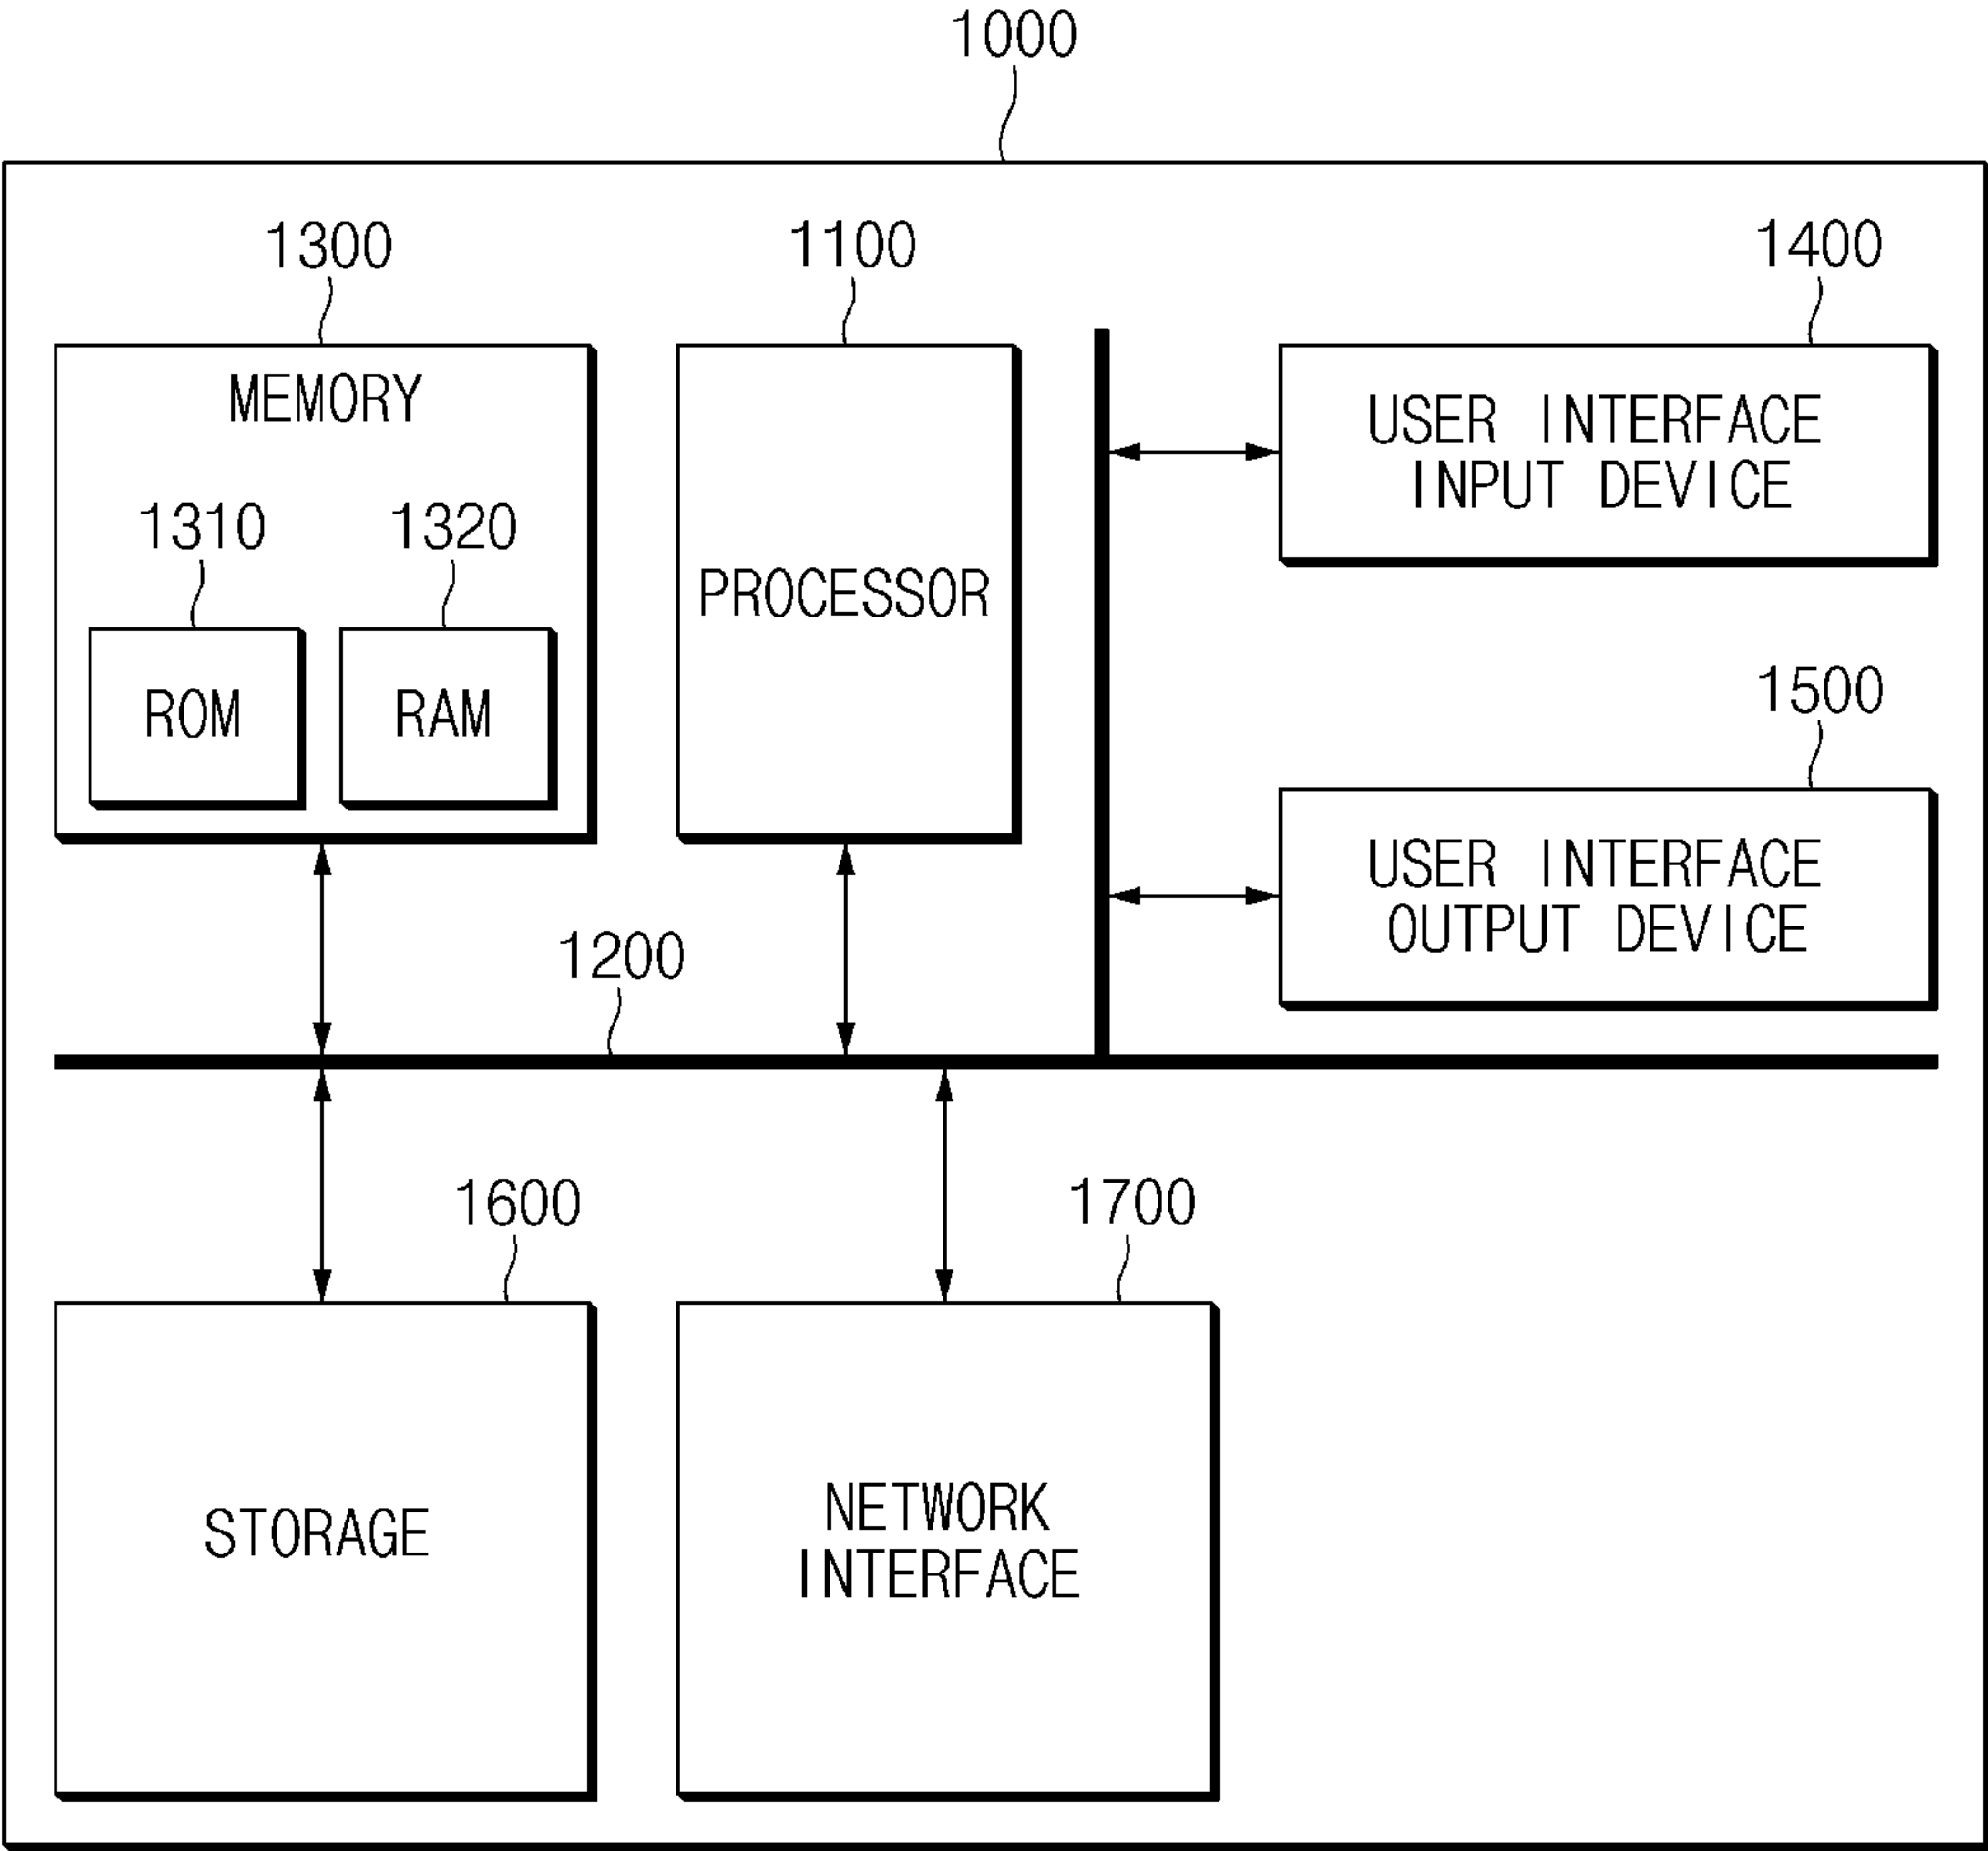 1000
1300
1100
1400
MEMORY
USER INTERFACE
INPUT DEVICE
1310
1320
PROCESSOR
ROM
RAM
1500
USER INTERFACE
OUTPUT DEVICE
1200
1600
1700
STORAGE
NETWORK
INTERFACE